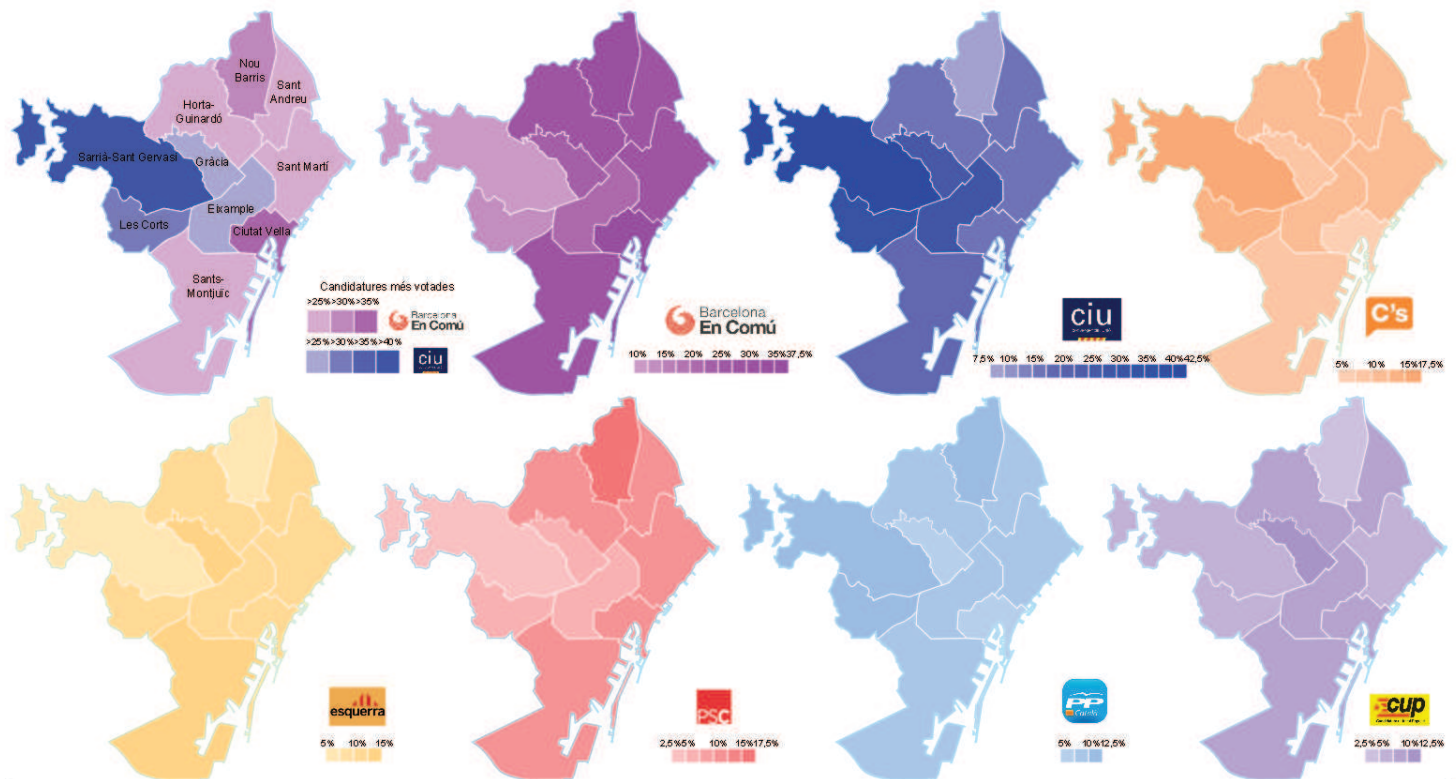 Nou
Barris
Sant
Andreu
Horta-
Guinardó
Sarrià-Sant Gervasi
Gràcia
Sant Martí
Eixample
Les Corts
Ciutat Vella
Sants-
Montjuïc
Candidatures més votades
>25%>30%>35%
Barcelona
En Comú
>25%>30%>35%>40%
ciu
Barcelona
En Comú
10% 15% 20% 25% 30% 35%37,5%
ciu
7,5% 10% 15% 20% 25% 30% 35% 40%42,5%
C's
5% 10% 15%17,5%
esquerra
5% 10% 15%
PSC
2,5%5% 10% 15%17,5%
PP
Català
5% 10%12,5%
cup
2,5%5% 10%12,5%